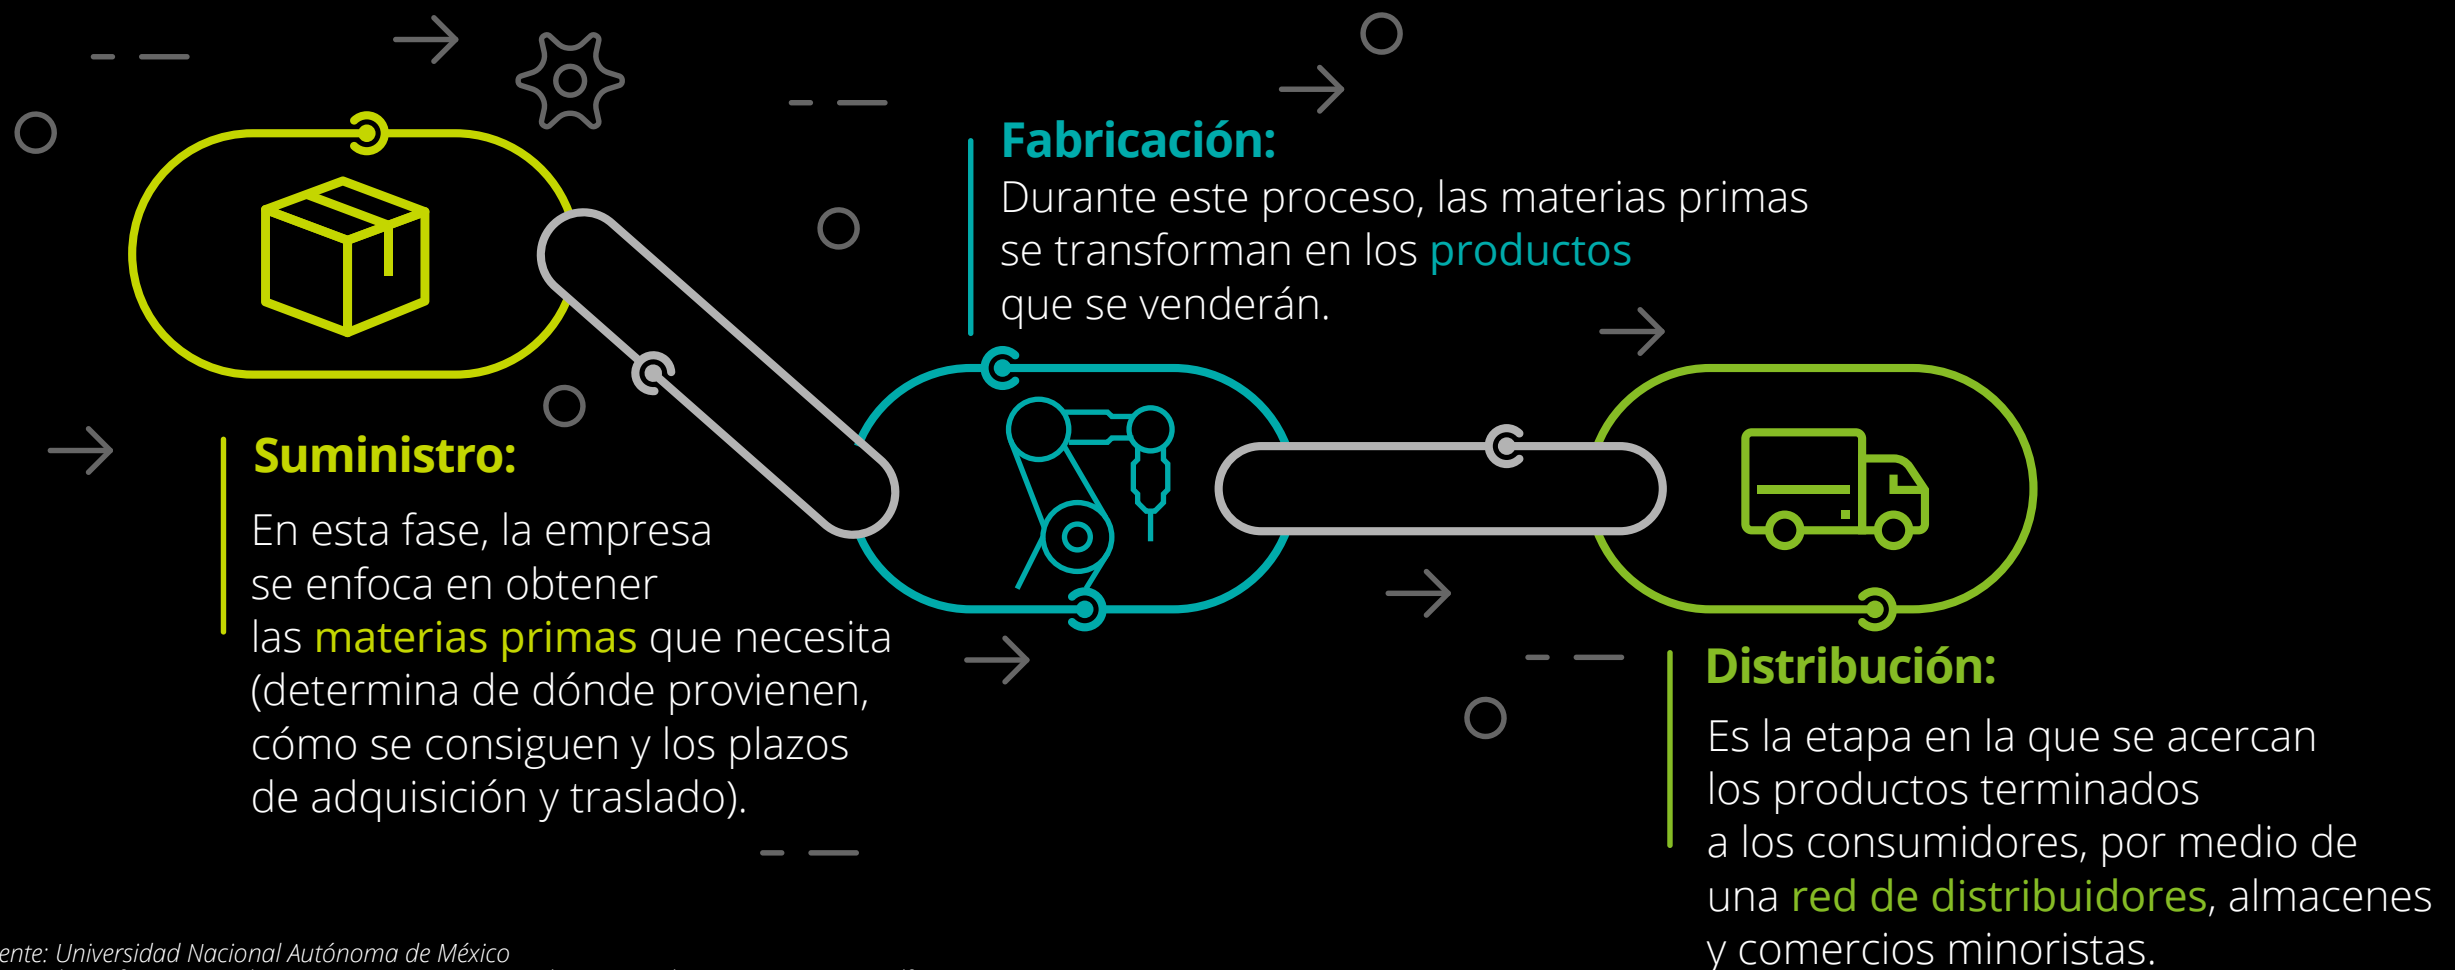 Suministro:
En esta fase, la empresa
se enfoca en obtener
las materias primas que necesita
(determina de dónde provienen,
cómo se consiguen y los plazos
de adquisición y traslado).
Fabricación:
Durante este proceso, las materias primas
se transforman en los productos
que se venderán.
Distribución:
Es la etapa en la que se acercan
los productos terminados
a los consumidores, por medio de
una red de distribuidores, almacenes
y comercios minoristas.
ente: Universidad Nacional Autónoma de México